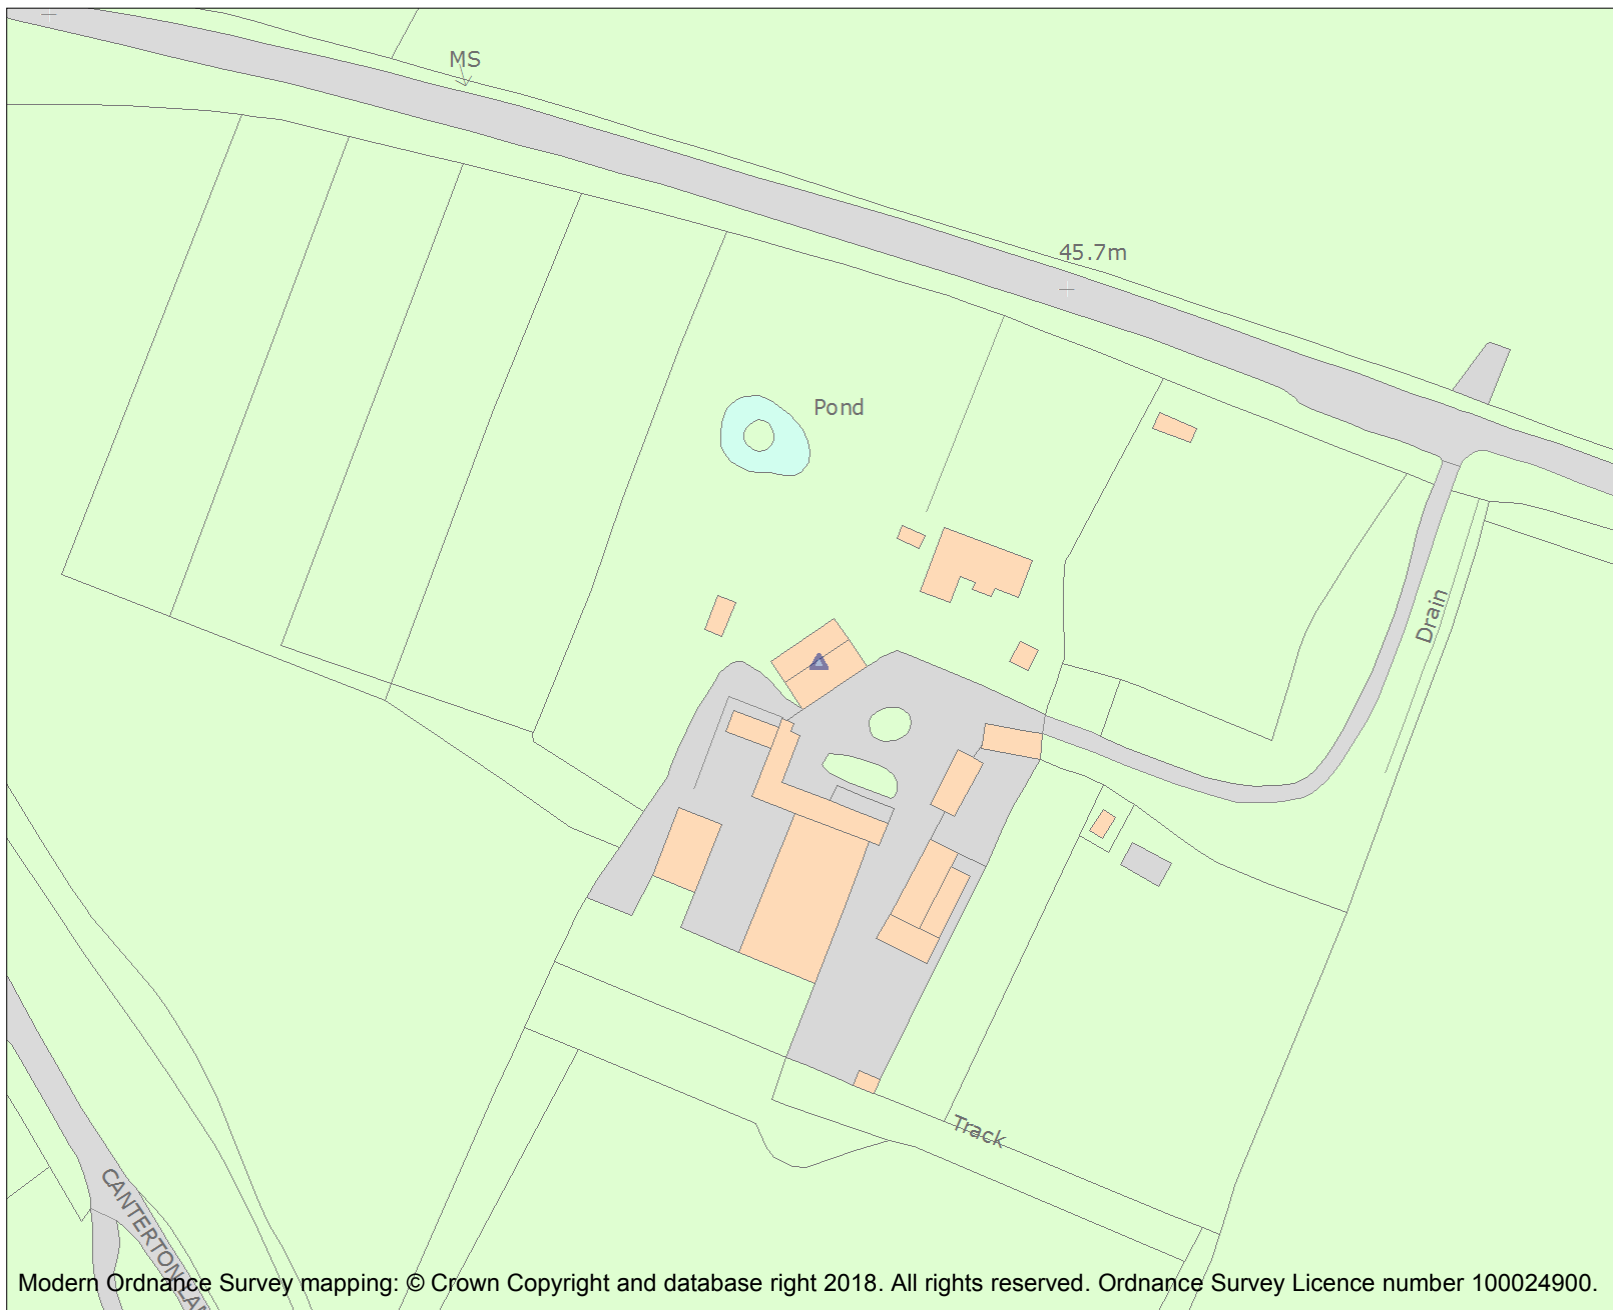 MS
45.7m
Pond
Drain
Track
CANTERTON LAN
Modern Ordnance Survey mapping: © Crown Copyright and database right 2018. All rights reserved. Ordnance Survey Licence number 100024900.